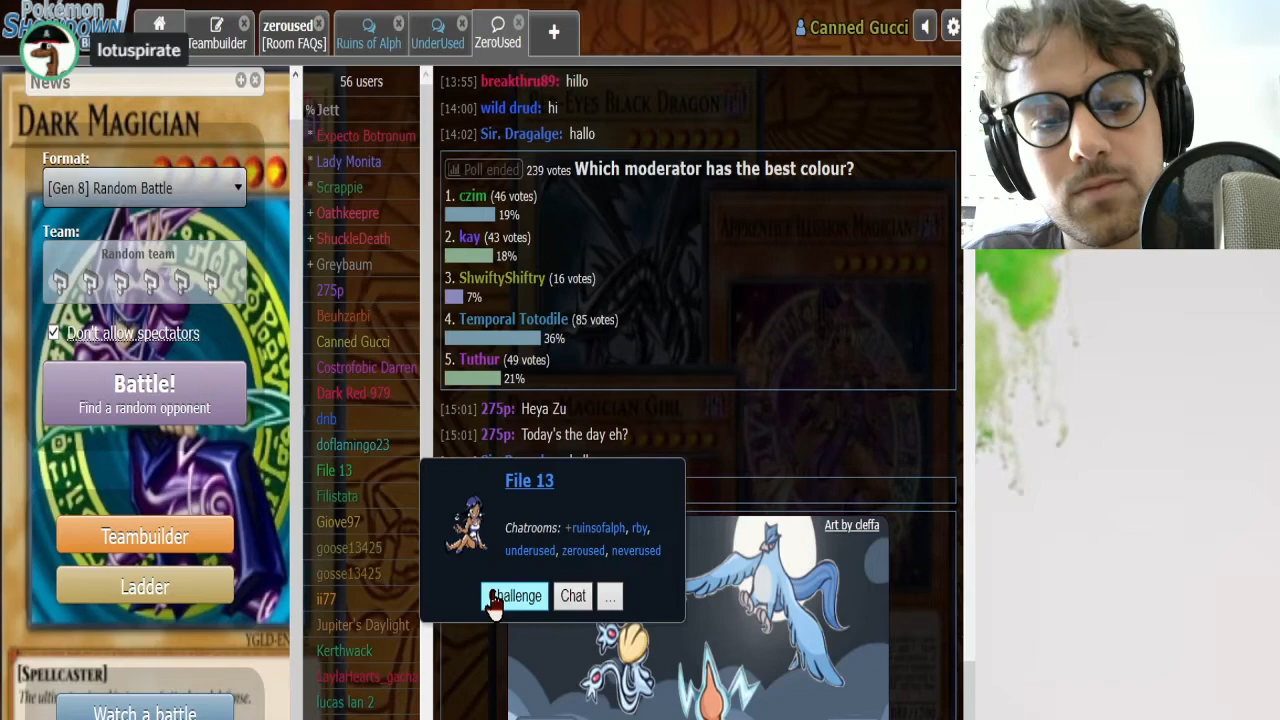 Pokémon
Showdown
lotuspirate
Teambuilder
zeroused
[Room FAQs]
Ruins of Alph
UnderUsed
ZeroUsed
Canned Gucci
News
DARK MAGICIAN
Format:
[Gen 8] Random Battle
Team:
Random team
Don't allow spectators
Battle!
Find a random opponent
Teambuilder
Ladder
YGLD-EN
[SPELLCASTER]
Watch a battle
56 users
%Jett
*Expecto Botronum
*Lady Monita
*Scrappie
+Oathkeepre
+ShuckleDeath
+Greybaum
275p
Beuhzarbi
Canned Gucci
Costrofobic Darren
Dark Red 979
dnb
doflamingo23
File 13
Filistata
Giove97
goose13425
gosse13425
ii77
Jupiter's Daylight
Kerthwack
LaylaHearts_gacha
lucas lan 2
[13:55] breakthru89: hillo
[14:00] wild drud: hi
[14:02] Sir. Dragalge: hallo
Poll ended 239 votes Which moderator has the best colour?
1. czim (46 votes)
19%
2. kay (43 votes)
18%
3. ShwiftyShiftry (16 votes)
7%
4. Temporal Totodile (85 votes)
36%
5. Tuthur (49 votes)
21%
[15:01] 275p: Heya Zu
[15:01] 275p: Today's the day eh?
File 13
Chatrooms: +ruinsofalph, rby,
underused, zeroused, neverused
Challenge
Chat
...
Art by cleffa